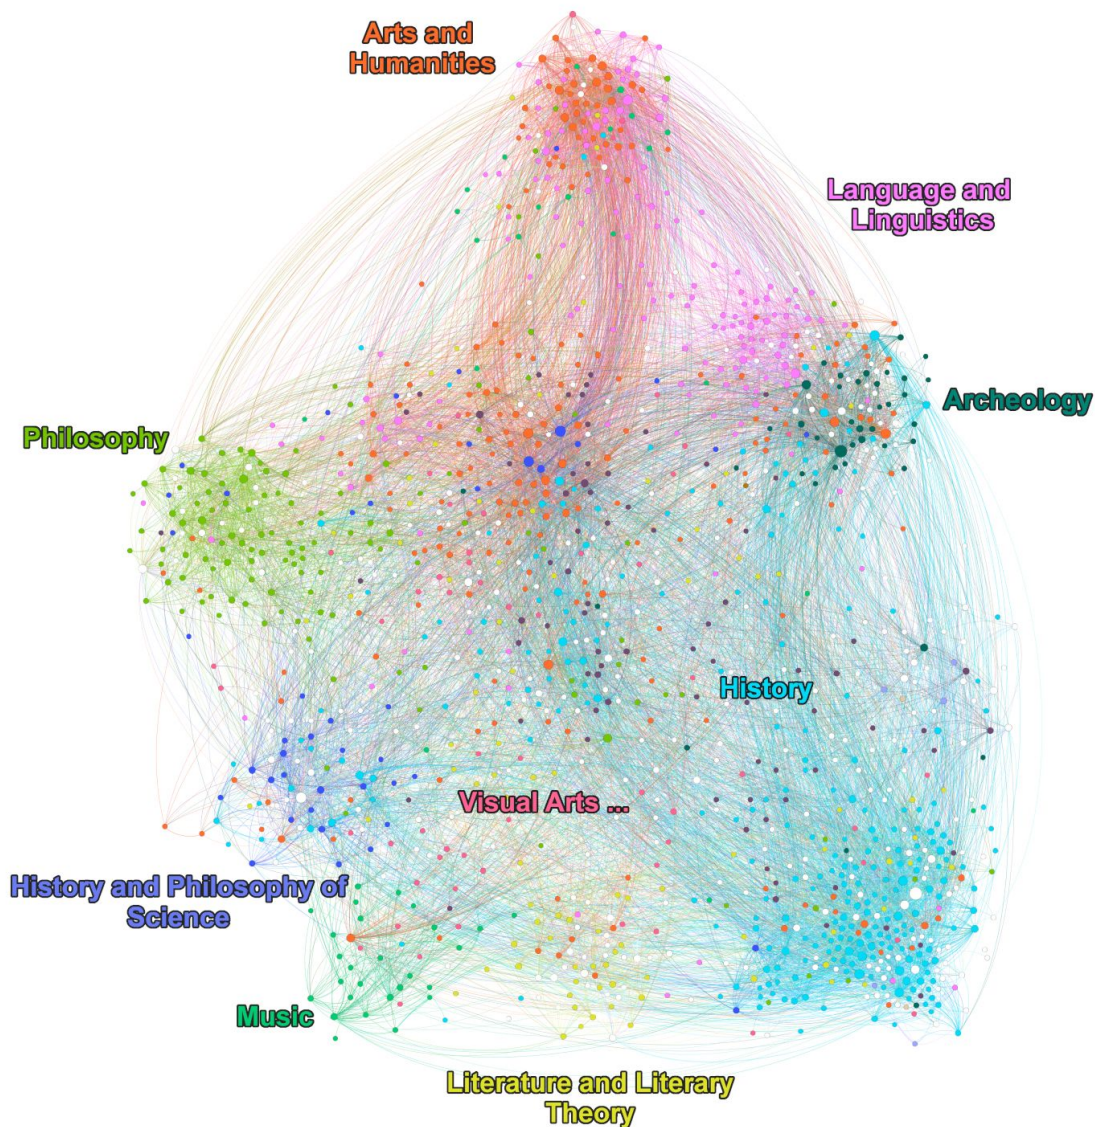 Arts and
Humanities
Language and
Linguistics
Archeology
Philosophy
History
Visual Arts ...
History and Philosophy of
Science
Music
Literature and Literary
Theory